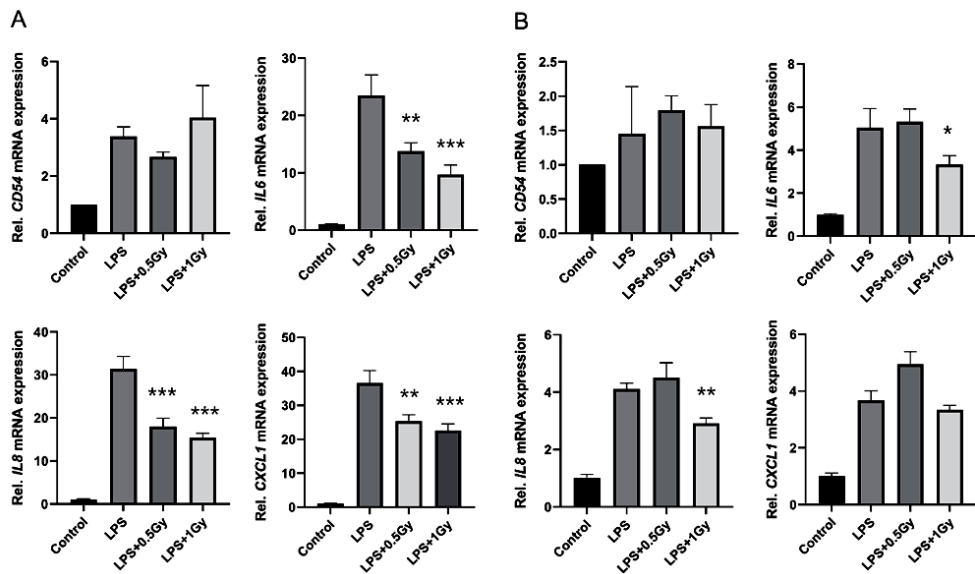 A
Rel. CD54 mRNA expression
6
4
2
0
Control
LPS
LPS+0.5Gy
LPS+1Gy
Rel. IL6 mRNA expression
30
20
10
0
**
***
Control
LPS
LPS+0.5Gy
LPS+1Gy
Rel. IL8 mRNA expression
40
30
20
10
0
***
***
Control
LPS
LPS+0.5Gy
LPS+1Gy
Rel. CXCL1 mRNA expression
50
40
30
20
10
0
**
***
Control
LPS
LPS+0.5Gy
LPS+1Gy
B
Rel. CD54 mRNA expression
2.5
2.0
1.5
1.0
0.5
0.0
Control
LPS
LPS+0.5Gy
LPS+1Gy
Rel. IL6 mRNA expression
8
6
4
2
0
*
Control
LPS
LPS+0.5Gy
LPS+1Gy
Rel. IL8 mRNA expression
6
4
2
0
**
Control
LPS
LPS+0.5Gy
LPS+1Gy
Rel. CXCL1 mRNA expression
6
4
2
0
Control
LPS
LPS+0.5Gy
LPS+1Gy